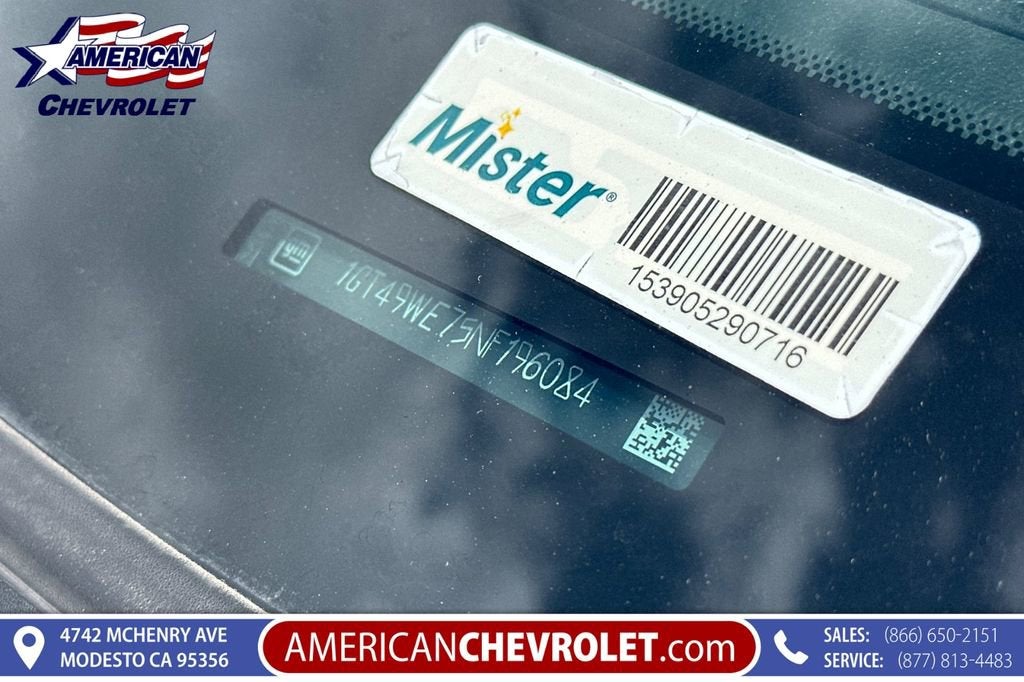 AMERICAN
CHEVROLET
Mister®
153905290716
gm
1GT49WE75NF196084
4742 MCHENRY AVE
MODESTO CA 95356
AMERICANCHEVROLET.com
SALES: (866) 650-2151
SERVICE: (877) 813-4483